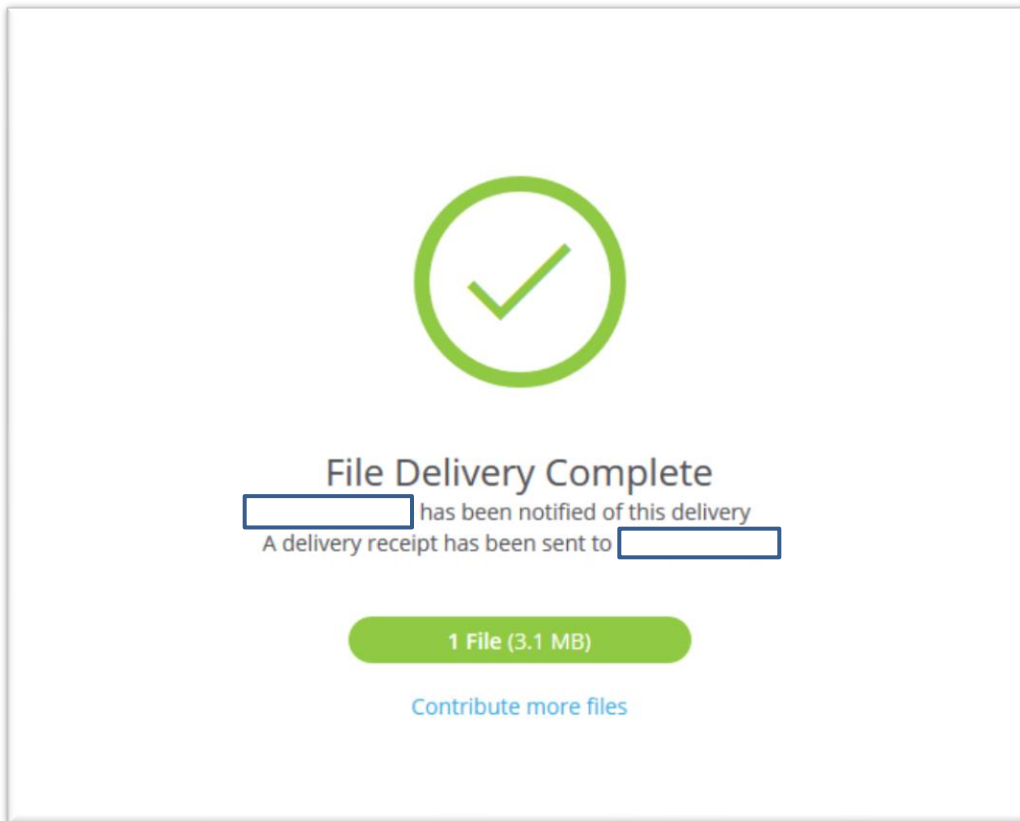 File Delivery Complete
has been notified of this delivery
A delivery receipt has been sent to
1 File (3.1 MB)
Contribute more files